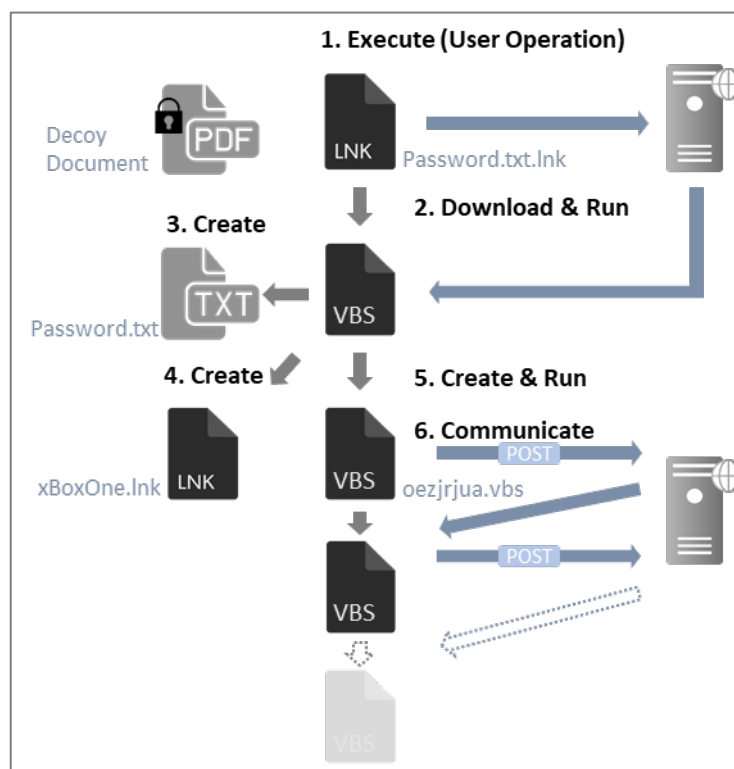 1. Execute (User Operation)
PDF
Decoy
Document
LNK
Password.txt.lnk
2. Download & Run
3. Create
TXT
VBS
Password.txt
4. Create
5. Create & Run
6. Communicate
POST
LNK
VBS
xBoxOne.lnk
oezjrjua.vbs
POST
VBS
VBS